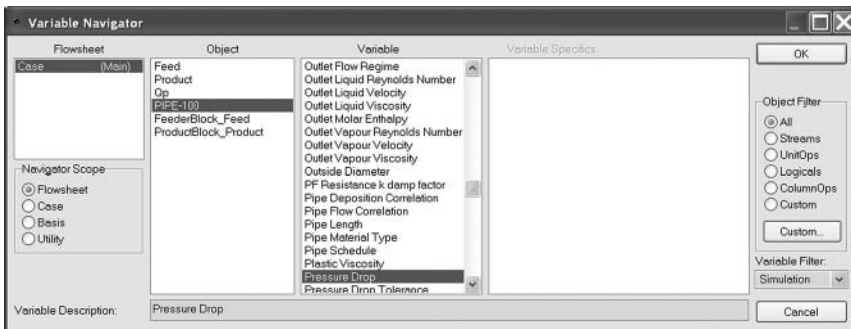 Variable Navigator
Flowsheet
Object
Variable
Variable Specifics
Case (Main)
Navigator Scope
Flowsheet
Case
Basis
Utility
Feed
Product
Qp
PIPE-100
FeederBlock_Feed
ProductBlock_Product
Outlet Flow Regime
Outlet Liquid Reynolds Number
Outlet Liquid Velocity
Outlet Liquid Viscosity
Outlet Molar Enthalpy
Outlet Vapour Reynolds Number
Outlet Vapour Velocity
Outlet Vapour Viscosity
Outside Diameter
PF Resistance k damp factor
Pipe Deposition Correlation
Pipe Flow Correlation
Pipe Length
Pipe Material Type
Pipe Schedule
Plastic Viscosity
Pressure Drop
Pressure Drop Tolerance
OK
Object Filter
All
Streams
UnitOps
Logicals
ColumnOps
Custom
Custom...
Variable Filter:
Simulation
Cancel
Variable Description:
Pressure Drop